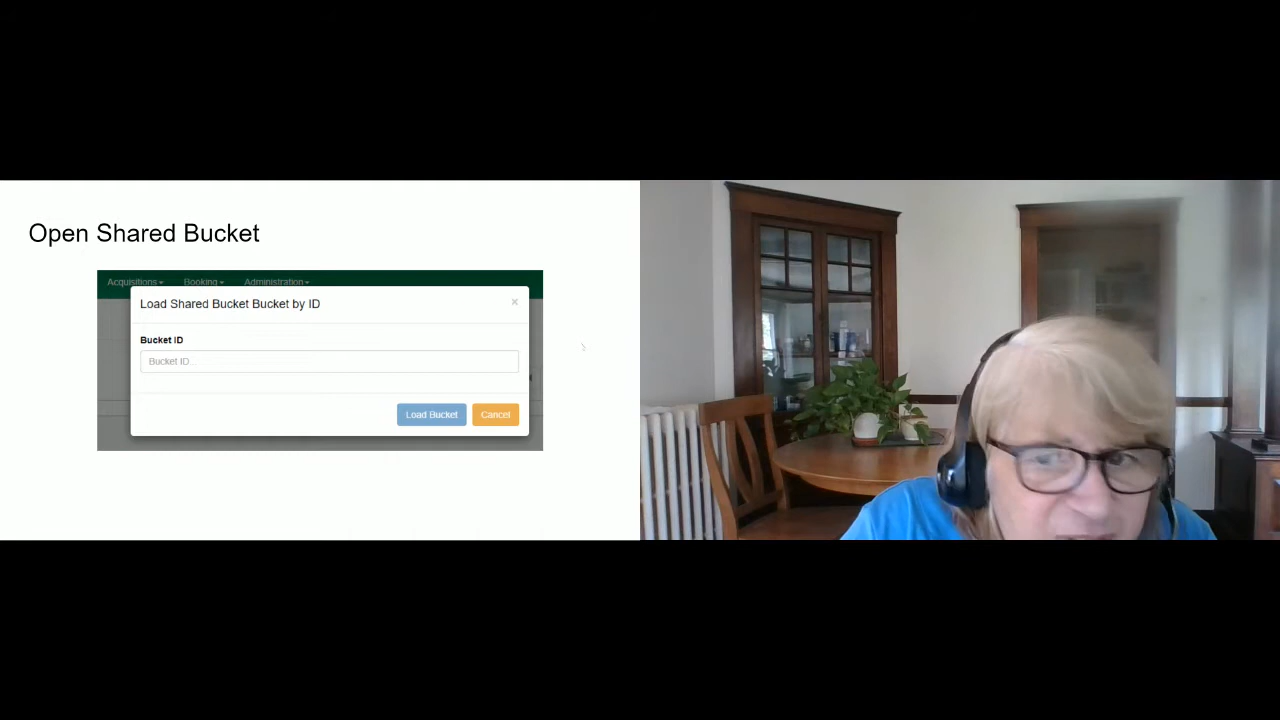 Open Shared Bucket
Acquisitions Booking Administration
Load Shared Bucket Bucket by ID
×
Bucket ID
Bucket ID...
Load Bucket Cancel